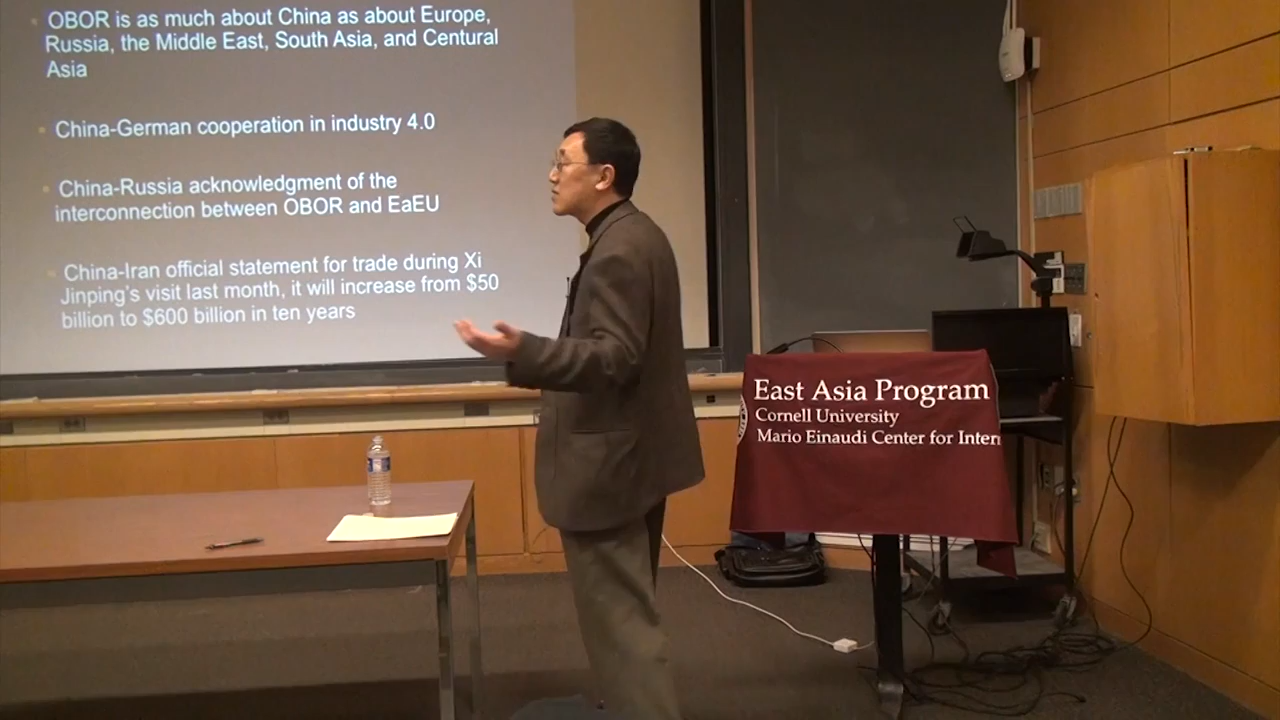 OBOR is as much about China as about Europe,
Russia, the Middle East, South Asia, and Centural
Asia
China-German cooperation in industry 4.0
China-Russia acknowledgment of the
interconnection between OBOR and EaEU
China-Iran official statement for trade during Xi
Jinping's visit last month, it will increase from $50
billion to $600 billion in ten years
East Asia Program
Cornell University
Mario Einaudi Center for Intern